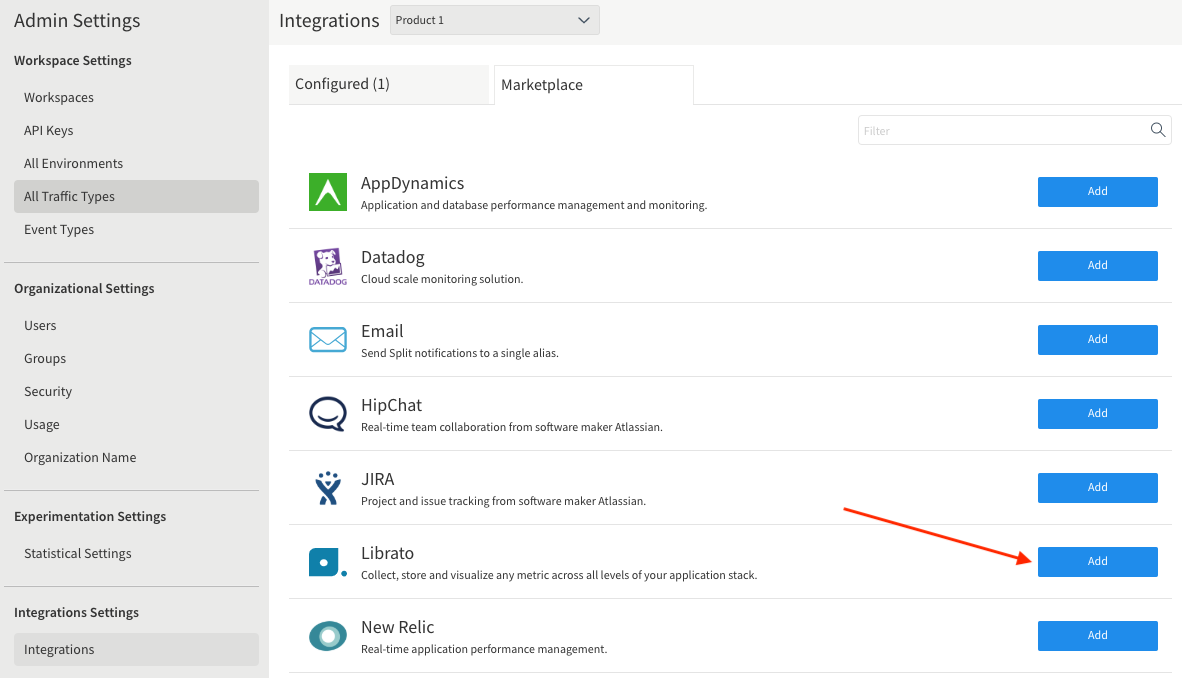 Admin Settings
Workspace Settings
Workspaces
API Keys
All Environments
All Traffic Types
Event Types
Organizational Settings
Users
Groups
Security
Usage
Organization Name
Experimentation Settings
Statistical Settings
Integrations Settings
Integrations
Integrations Product 1
Configured (1) Marketplace
Filter
AppDynamics
Application and database performance management and monitoring.
Add
DATADOG
Datadog
Cloud scale monitoring solution.
Add
Email
Send Split notifications to a single alias.
Add
HipChat
Real-time team collaboration from software maker Atlassian.
Add
JIRA
Project and issue tracking from software maker Atlassian.
Add
Librato
Collect, store and visualize any metric across all levels of your application stack.
Add
New Relic
Real-time application performance management.
Add